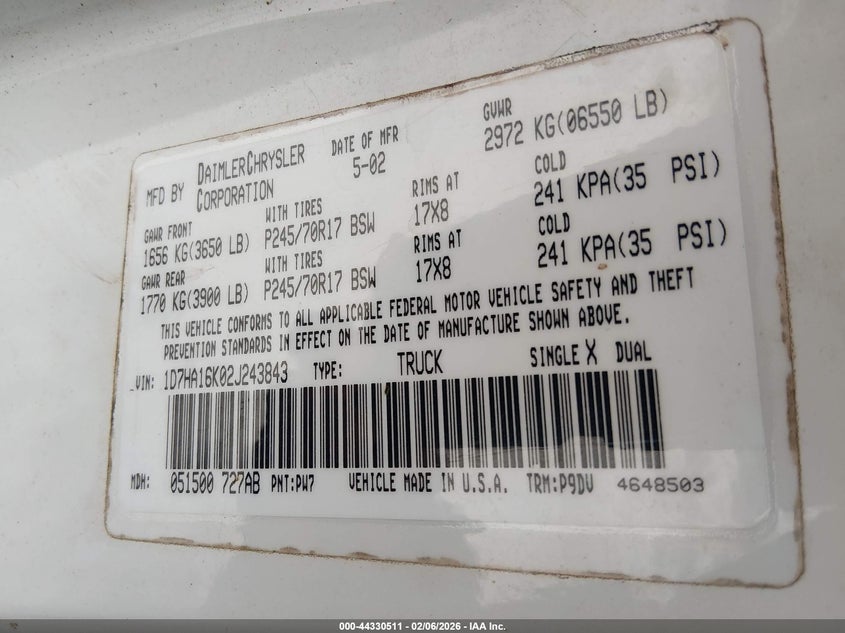 MFD BY DAIMLERCHRYSLER CORPORATION DATE OF MFR 5-02 GVWR 2972 KG(06550 LB)
GAWR FRONT WITH TIRES RIMS AT COLD
1656 KG(3650 LB) P245/70R17 BSW 17X8 241 KPA(35 PSI)
GAWR REAR WITH TIRES RIMS AT COLD
1770 KG(3900 LB) P245/70R17 BSW 17X8 241 KPA(35 PSI)
THIS VEHICLE CONFORMS TO ALL APPLICABLE FEDERAL MOTOR VEHICLE SAFETY AND THEFT
PREVENTION STANDARDS IN EFFECT ON THE DATE OF MANUFACTURE SHOWN ABOVE.
VIN: 1D7HA16K02J243843 TYPE: TRUCK SINGLE X DUAL
MDH: 051500 727AB PNT:PW7 VEHICLE MADE IN U.S.A. TRM:P9DV 4648503
000-44330511 - 02/06/2026 - IAA Inc.